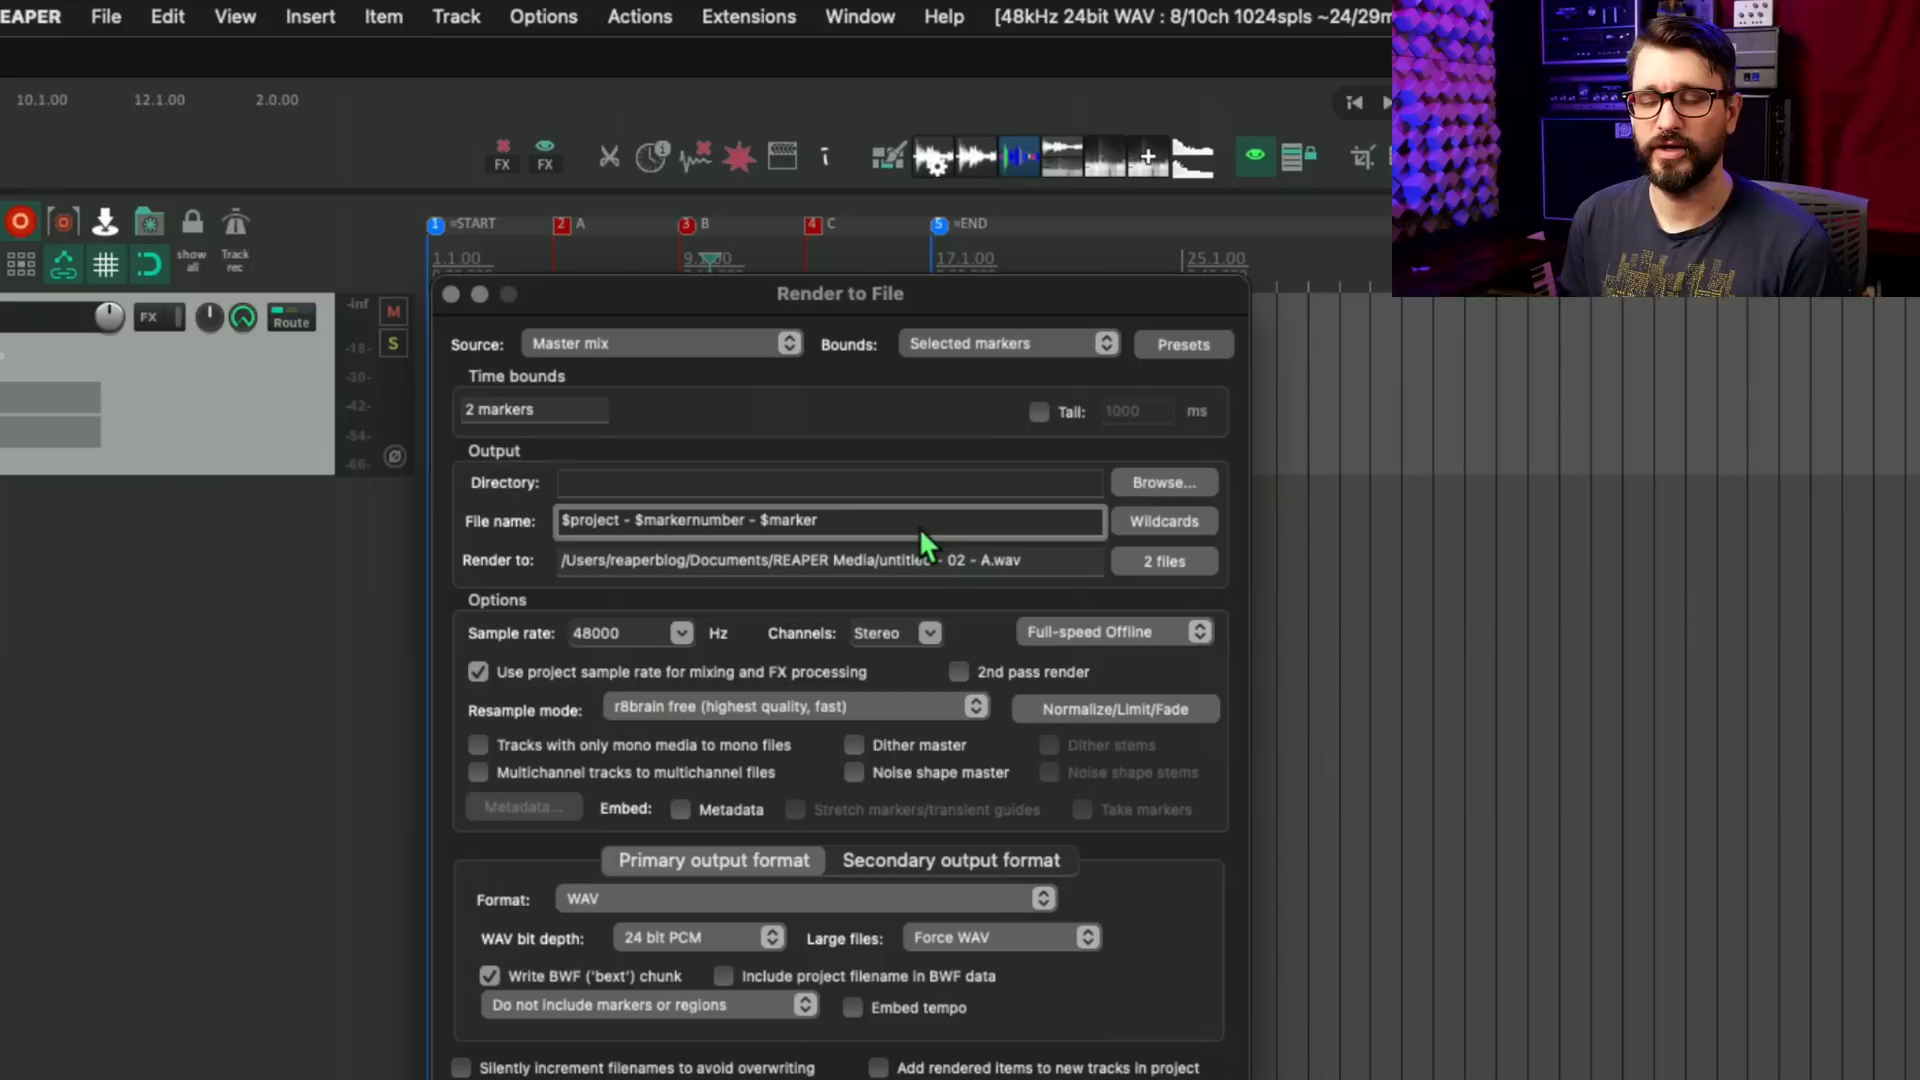 REAPER File Edit View Insert Item Track Options Actions Extensions Window Help [48kHz 24bit WAV : 8/10ch 1024spls ~24/29m
10.1.00 12.1.00 2.0.00
FX FX
1 =START 2 A 3 B 4 C 5 =END
show all Track rec
1.1.00 17.1.00 25.1.00
Render to File
FX Route -inf M
S
-18-
-30-
-42-
-54-
-66-
Source: Master mix Bounds: Selected markers Presets
Time bounds
2 markers Tail: 1000 ms
Output
Directory: Browse...
File name: $project - $markernumber - $marker Wildcards
Render to: /Users/reaperblog/Documents/REAPER Media/untitled - 02 - A.wav 2 files
Options
Sample rate: 48000 Hz Channels: Stereo Full-speed Offline
Use project sample rate for mixing and FX processing 2nd pass render
Resample mode: r8brain free (highest quality, fast) Normalize/Limit/Fade
Tracks with only mono media to mono files Dither master Dither stems
Multichannel tracks to multichannel files Noise shape master Noise shape stems
Metadata... Embed: Metadata Stretch markers/transient guides Take markers
Primary output format Secondary output format
Format: WAV
WAV bit depth: 24 bit PCM Large files: Force WAV
Write BWF ('bext') chunk Include project filename in BWF data
Do not include markers or regions Embed tempo
Silently increment filenames to avoid overwriting Add rendered items to new tracks in project